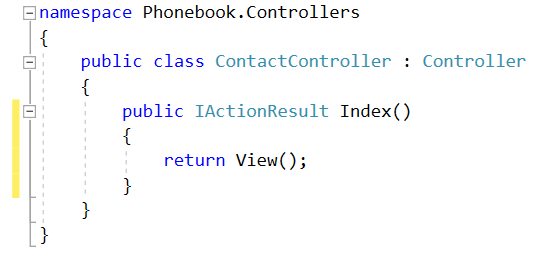 namespace Phonebook.Controllers
{
    public class ContactController : Controller
    {
        public IActionResult Index()
        {
            return View();
        }
    }
}